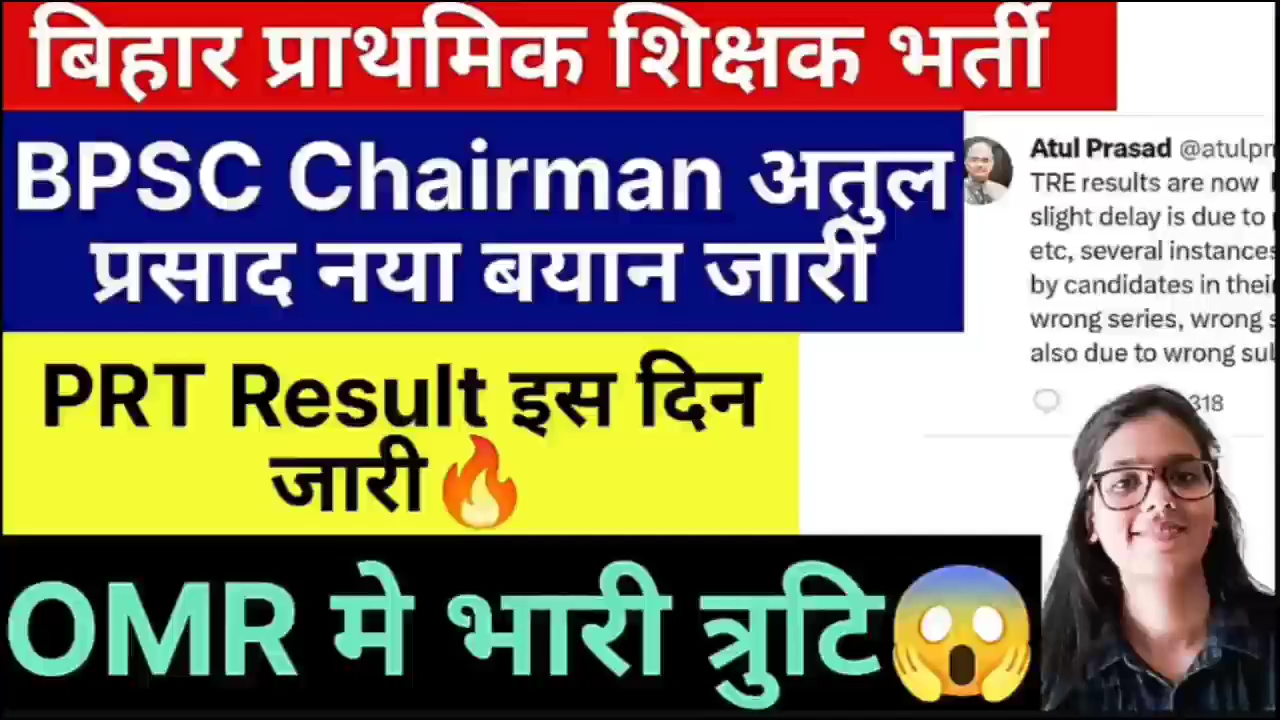 बिहार प्राथमिक शिक्षक भर्ती
BPSC Chairman अतुल
प्रसाद नया बयान जारी
PRT Result इस दिन
जारी
OMR मे भारी त्रुटि
Atul Prasad
TRE results are now
slight delay is due to
etc, several instances
by candidates in their
wrong series, wrong
also due to wrong
318